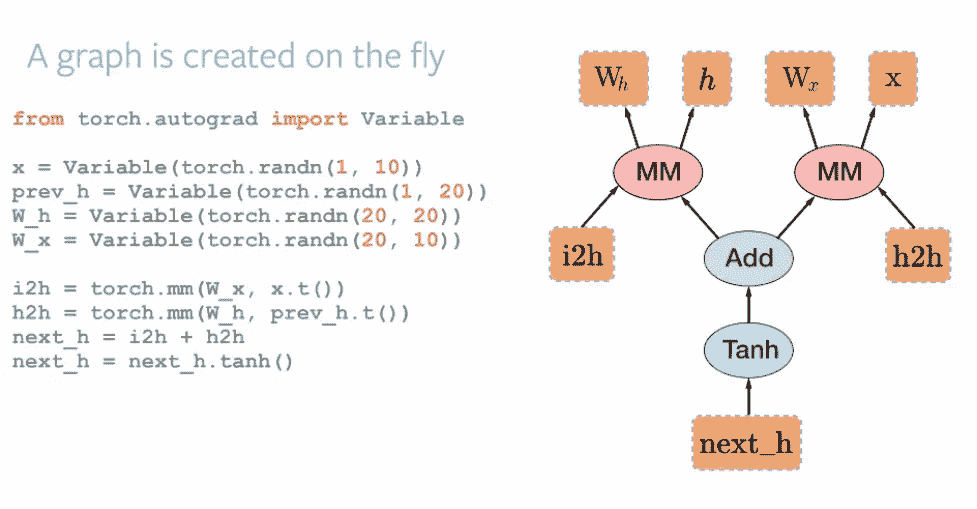 A graph is created on the fly
from torch.autograd import Variable
x = Variable(torch.randn(1, 10))
prev_h = Variable(torch.randn(1, 20))
W_h = Variable(torch.randn(20, 20))
W_x = Variable(torch.randn(20, 10))
i2h = torch.mm(W_x, x.t())
h2h = torch.mm(W_h, prev_h.t())
next_h = i2h + h2h
next_h = next_h.tanh()
W_h h W_x x
MM MM
i2h Add h2h
Tanh
next_h